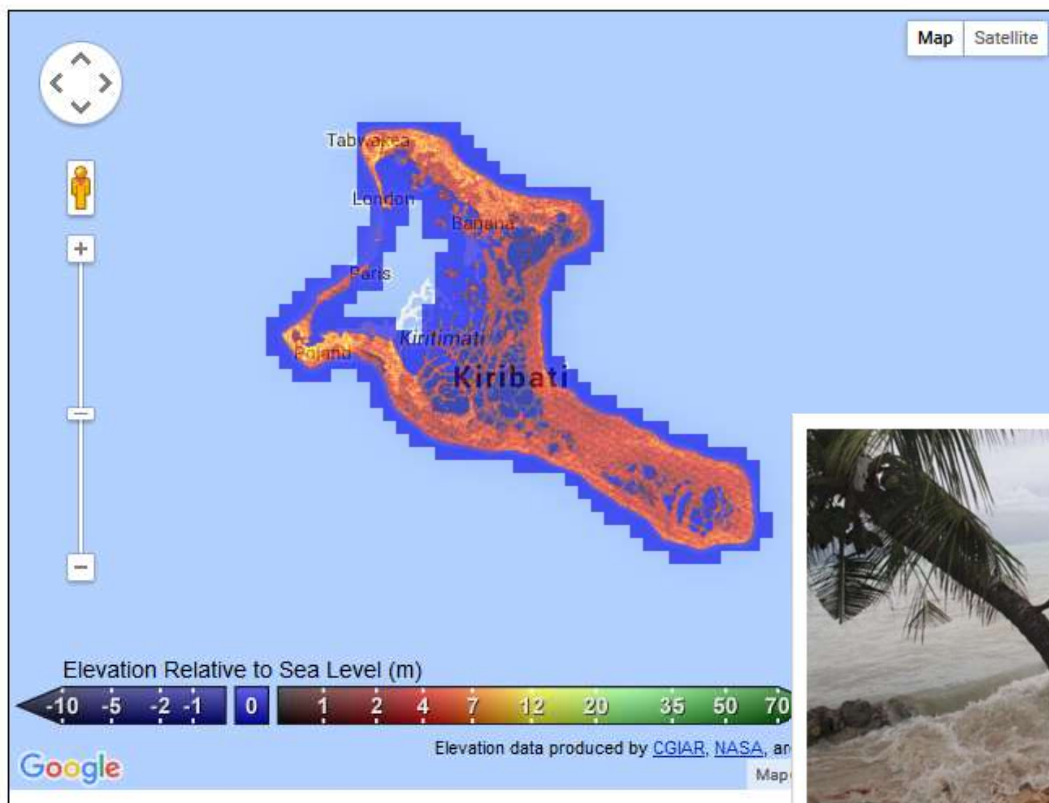 Map Satellite
Tabwakea
London
Banana
Paris
Kiritimati
Poland
Kiribati
Elevation Relative to Sea Level (m)
-10 -5 -2 -1 0 1 2 4 7 12 20 35 50 70
Elevation data produced by CGIAR, NASA,
Google
Map